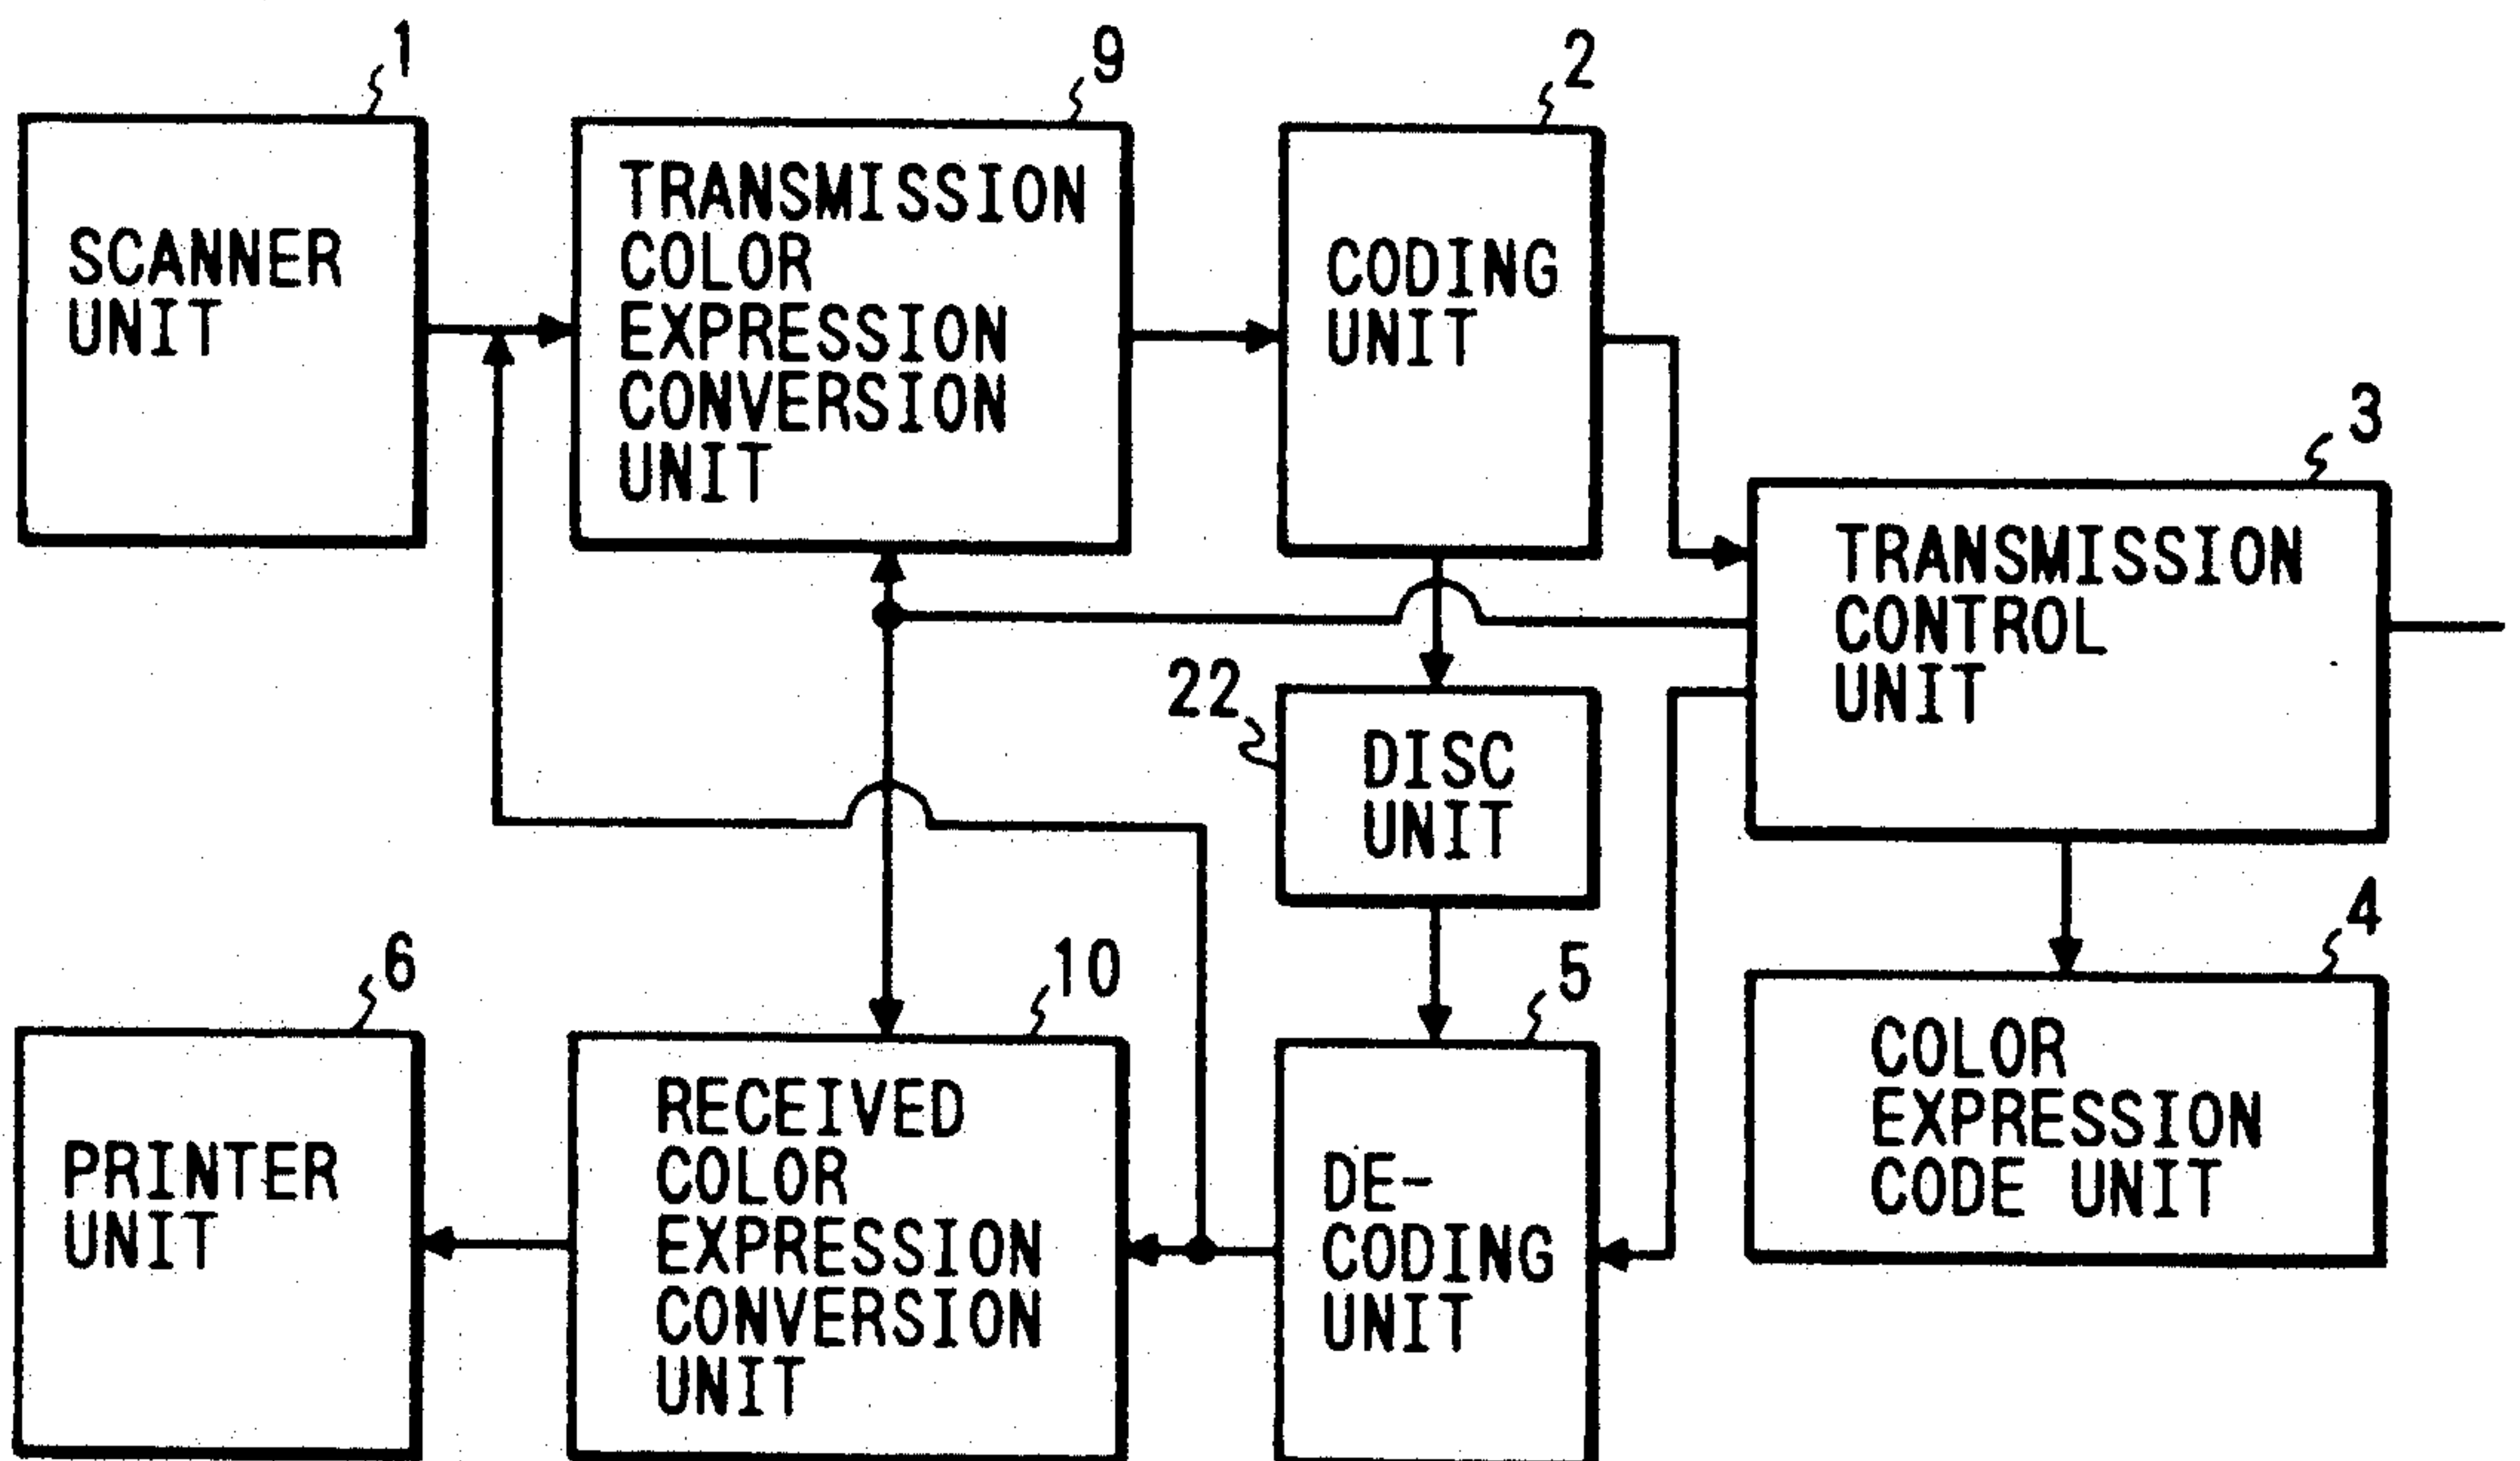 1
SCANNER
UNIT
9
TRANSMISSION
COLOR
EXPRESSION
CONVERSION
UNIT
2
CODING
UNIT
3
TRANSMISSION
CONTROL
UNIT
22
DISC
UNIT
4
COLOR
EXPRESSION
CODE UNIT
6
PRINTER
UNIT
10
RECEIVED
COLOR
EXPRESSION
CONVERSION
UNIT
5
DE-
CODING
UNIT